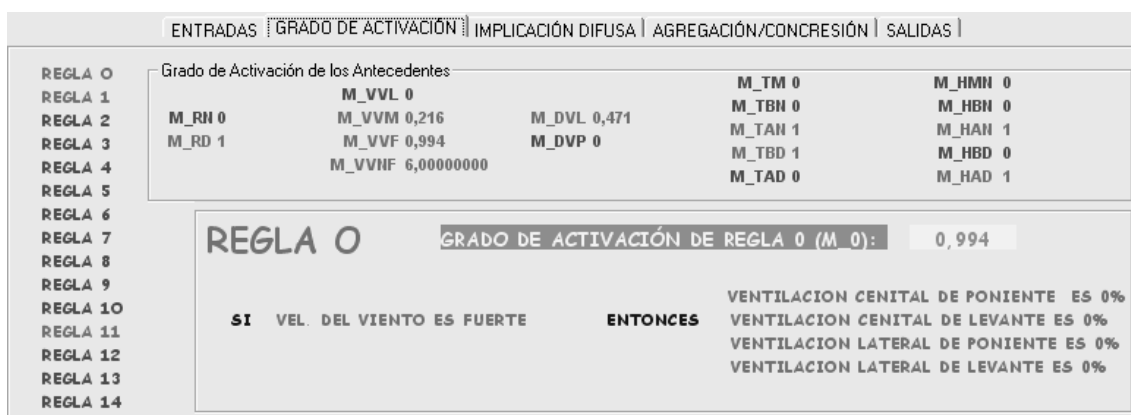 ENTRADAS GRADO DE ACTIVACIÓN IMPLICACIÓN DIFUSA AGREGACIÓN/CONCRESIÓN SALIDAS
REGLA 0
REGLA 1
REGLA 2
REGLA 3
REGLA 4
REGLA 5
REGLA 6
REGLA 7
REGLA 8
REGLA 9
REGLA 10
REGLA 11
REGLA 12
REGLA 13
REGLA 14
Grado de Activación de los Antecedentes
M_RN 0
M_RD 1
M_VVL 0
M_VVM 0,216
M_VVF 0,994
M_VVNF 6,00000000
M_DVL 0,471
M_DVP 0
M_TM 0
M_TBN 0
M_TAN 1
M_TBD 1
M_TAD 0
M_HMN 0
M_HBN 0
M_HAN 1
M_HBD 0
M_HAD 1
REGLA 0 GRADO DE ACTIVACIÓN DE REGLA 0 (M_0): 0,994
SI VEL. DEL VIENTO ES FUERTE ENTONCES
VENTILACION CENITAL DE PONIENTE ES 0%
VENTILACION CENITAL DE LEVANTE ES 0%
VENTILACION LATERAL DE PONIENTE ES 0%
VENTILACION LATERAL DE LEVANTE ES 0%